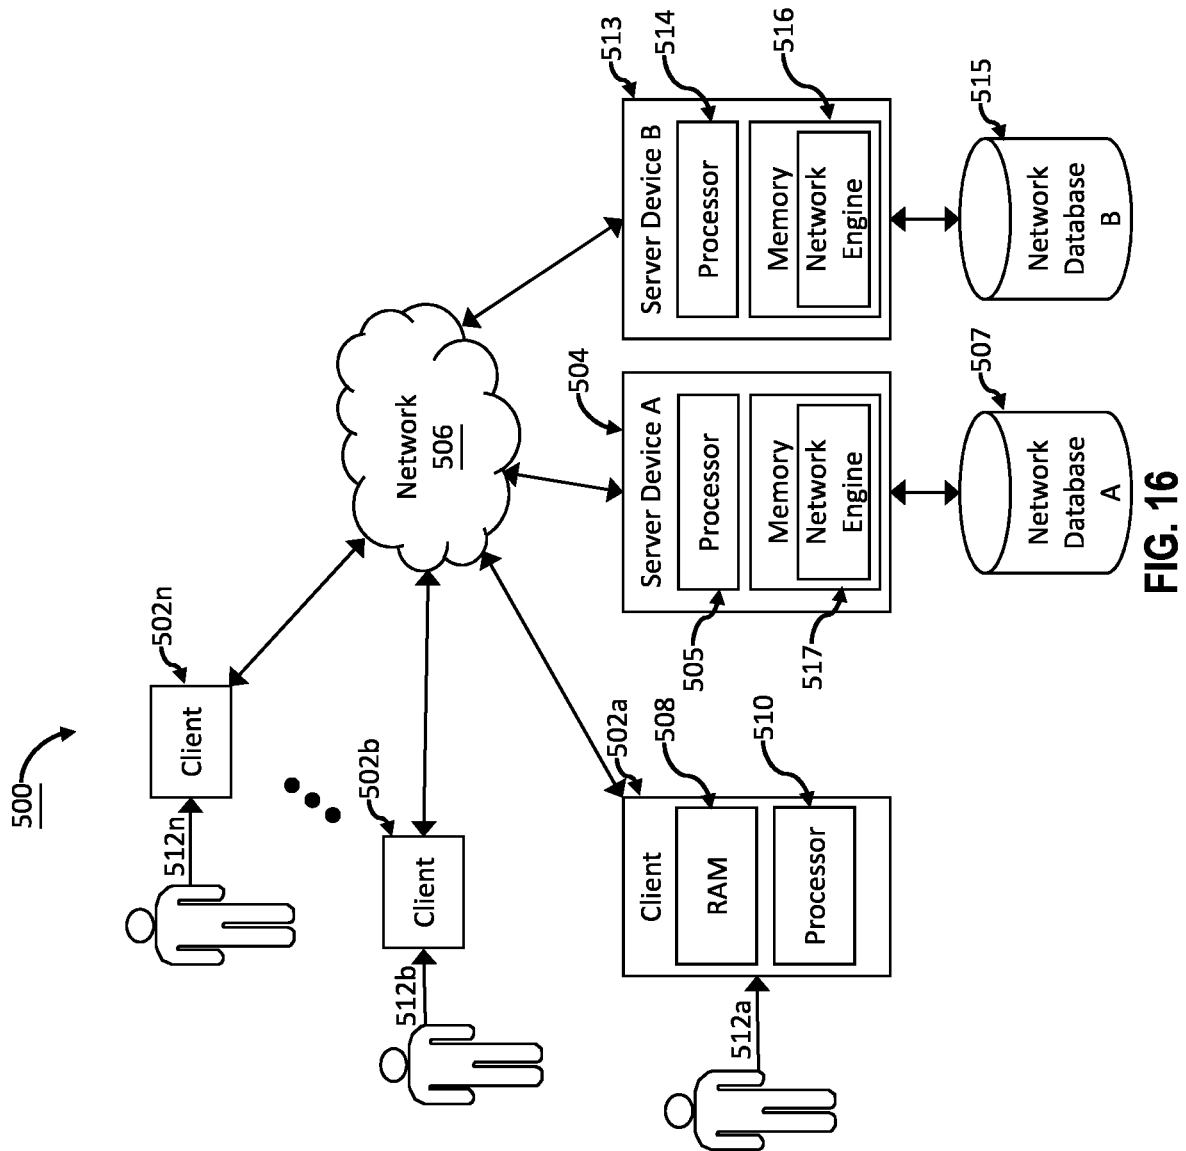 500
512n
Client
502n
512b
Client
502b
Network
506
512a
Client
RAM
Processor
502a
508
510
Server Device A
504
Processor
505
Memory
Network
Engine
517
Network
Database
A
507
Server Device B
513
Processor
514
Memory
Network
Engine
516
Network
Database
B
515
FIG. 16